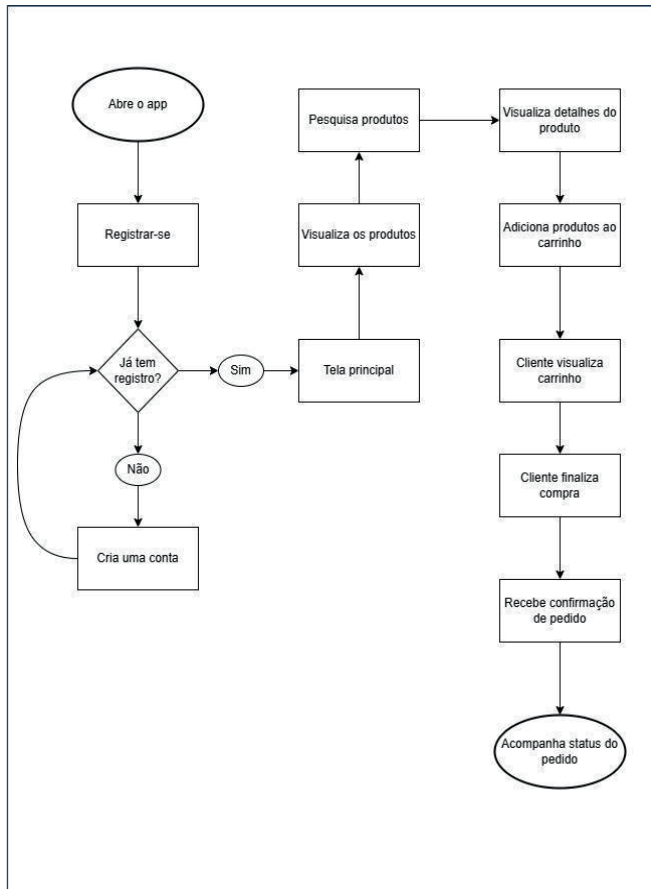 Abre o app
Registrar-se
Já tem
registro?
Sim
Não
Cria uma conta
Tela principal
Visualiza os produtos
Pesquisa produtos
Visualiza detalhes do
produto
Adiciona produtos ao
carrinho
Cliente visualiza
carrinho
Cliente finaliza
compra
Recebe confirmação
de pedido
Acompanha status do
pedido